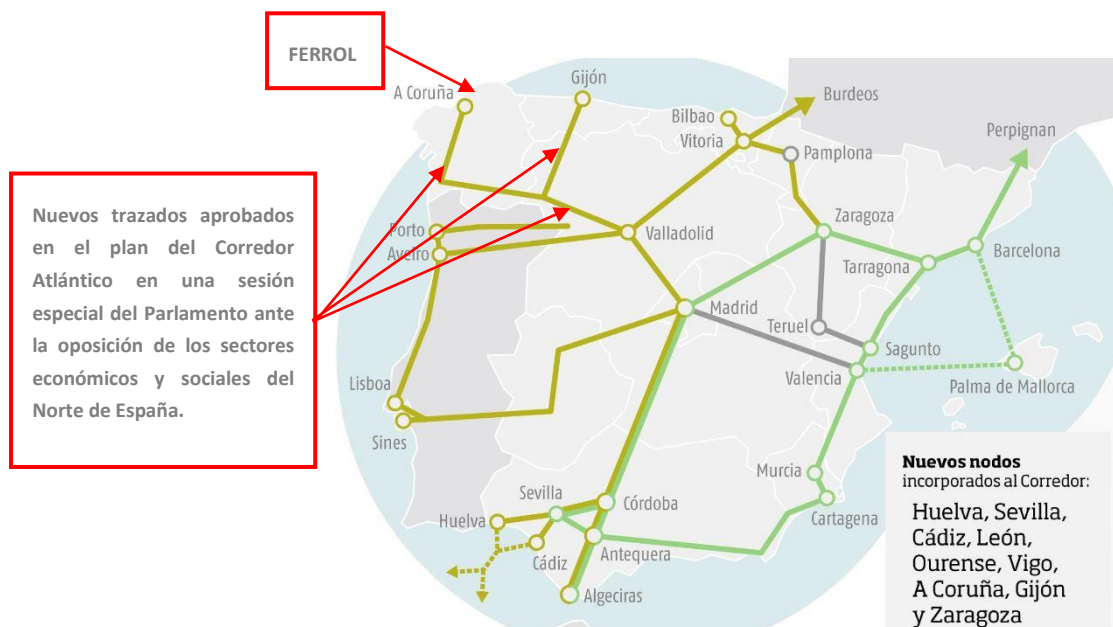 FERROL
A Coruña
Gijón
Bilbao
Vitoria
Burdeos
Pamplona
Perpignan
Nuevos trazados aprobados
en el plan del Corredor
Atlántico en una sesión
especial del Parlamento ante
la oposición de los sectores
económicos y sociales del
Norte de España.
Porto
Aveiro
Valladolid
Zaragoza
Tarragona
Barcelona
Madrid
Teruel
Sagunto
Valencia
Palma de Mallorca
Lisboa
Sines
Murcia
Cartagena
Sevilla
Córdoba
Huelva
Cádiz
Antequera
Algeciras
Nuevos nodos
incorporados al Corredor:
Huelva, Sevilla,
Cádiz, León,
Ourense, Vigo,
A Coruña, Gijón
y Zaragoza